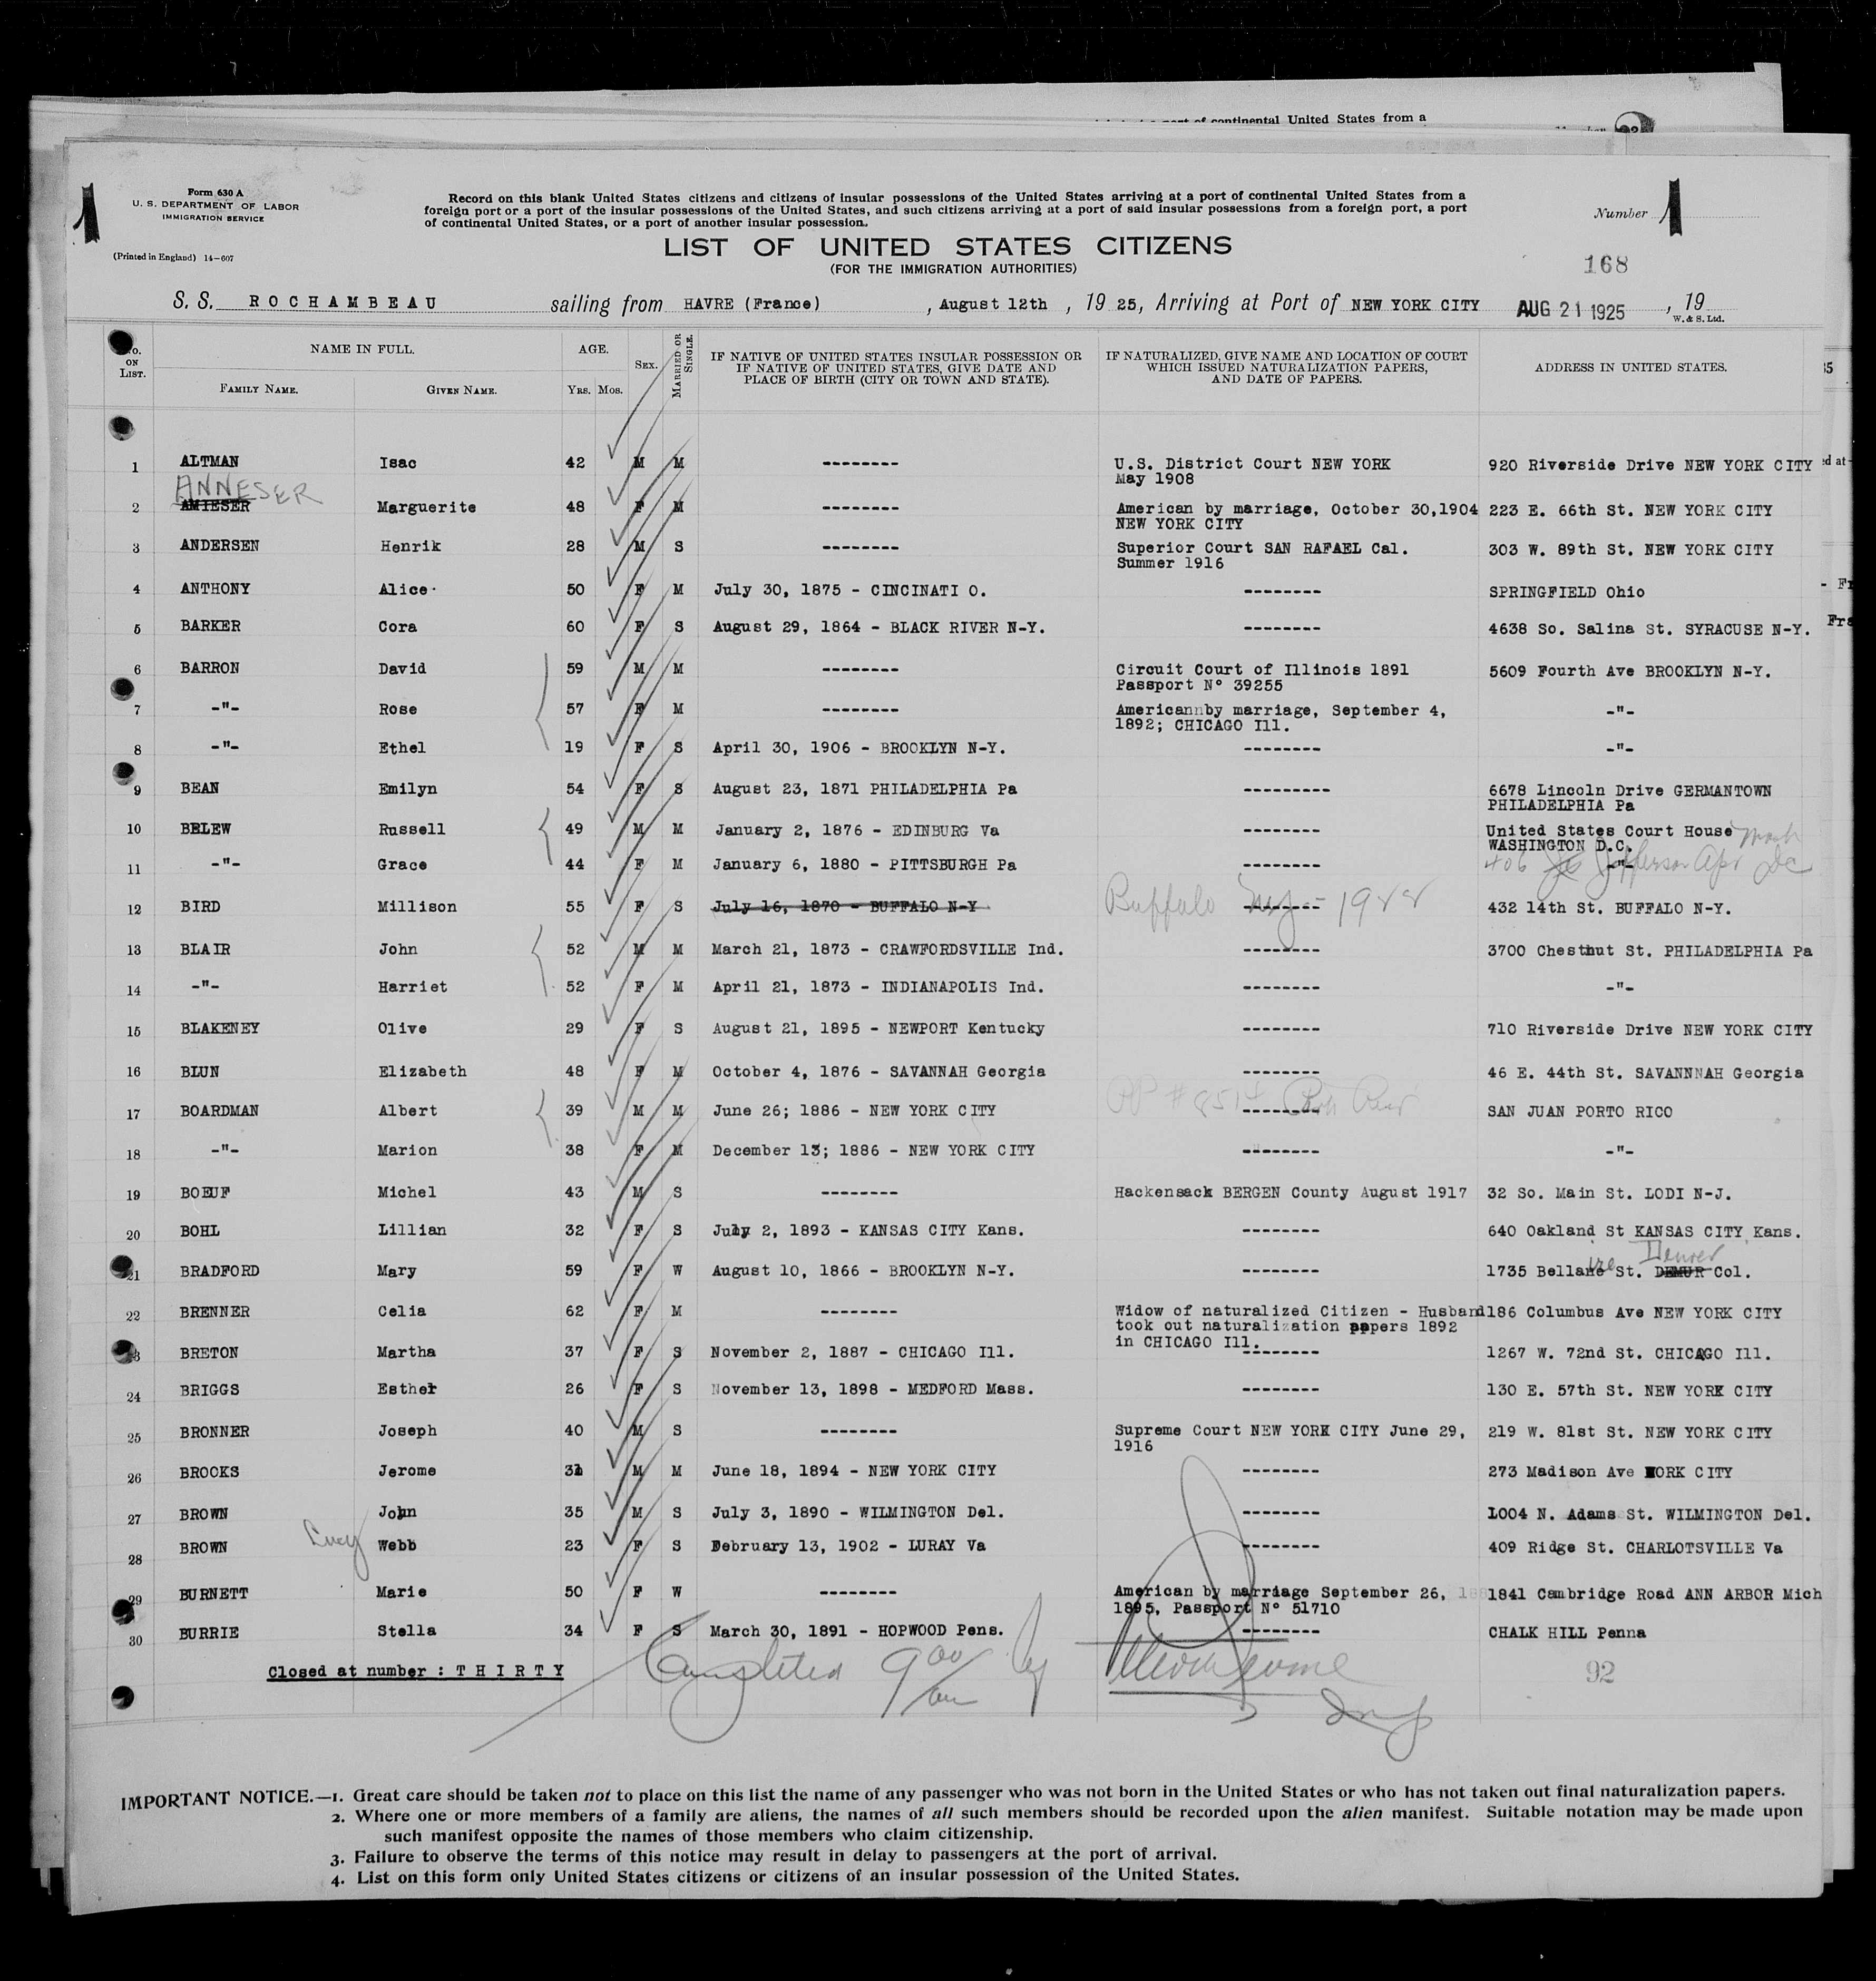 continental United States from a
1
Form 630 A
U. S. DEPARTMENT OF LABOR
IMMIGRATION SERVICE
(Printed in England) 14-607
Record on this blank United States citizens and citizens of insular possessions of the United States arriving at a port of continental United States from a
foreign port or a port of the insular possessions of the United States, and such citizens arriving at a port of said insular possessions from a foreign port, a port
of continental United States, or a port of another insular possession.
Number 1
LIST OF UNITED STATES CITIZENS
(FOR THE IMMIGRATION AUTHORITIES)
168
S. S. ROCHAMBEAU sailing from HAVRE (France) , August 12th , 19 25, Arriving at Port of NEW YORK CITY AUG 21 1925 , 19
W. & S. Ltd.
No. ON LIST. NAME IN FULL. AGE. SEX. MARRIED OR SINGLE. IF NATIVE OF UNITED STATES INSULAR POSSESSION OR IF NATIVE OF UNITED STATES, GIVE DATE AND PLACE OF BIRTH (CITY OR TOWN AND STATE). IF NATURALIZED, GIVE NAME AND LOCATION OF COURT WHICH ISSUED NATURALIZATION PAPERS, AND DATE OF PAPERS. ADDRESS IN UNITED STATES.
FAMILY NAME. GIVEN NAME. YRS. MOS.
1 ALTMAN Isac 42 M M -------- U.S. District Court NEW YORK 920 Riverside Drive NEW YORK CITY
May 1908
ANNESER
2 AMIESER Marguerite 48 F M -------- American by marriage, October 30,1904 223 E. 66th St. NEW YORK CITY
NEW YORK CITY
3 ANDERSEN Henrik 28 M S -------- Superior Court SAN RAFAEL Cal. 303 W. 89th St. NEW YORK CITY
Summer 1916
4 ANTHONY Alice 50 F M July 30, 1875 - CINCINATI O. -------- SPRINGFIELD Ohio
5 BARKER Cora 60 F S August 29, 1864 - BLACK RIVER N-Y. -------- 4638 So. Salina St. SYRACUSE N-Y.
6 BARRON David 59 M M -------- Circuit Court of Illinois 1891 5609 Fourth Ave BROOKLYN N-Y.
Passport N° 39255
7 -"- Rose 57 F M -------- Americannby marriage, September 4, -"-
1892; CHICAGO Ill.
8 -"- Ethel 19 F S April 30, 1906 - BROOKLYN N-Y. -------- -"-
9 BEAN Emilyn 54 F S August 23, 1871 PHILADELPHIA Pa --------- 6678 Lincoln Drive GERMANTOWN
PHILADELPHIA Pa
10 BELEW Russell 49 M M January 2, 1876 - EDINBURG Va -------- United States Court House
WASHINGTON D.C.
11 -"- Grace 44 F M January 6, 1880 - PITTSBURGH Pa -------- -"-
406 Jefferson Apt DC
12 BIRD Millison 55 F S July 16, 1870 - BUFFALO N-Y Buffalo -------- 432 14th St. BUFFALO N-Y.
13 BLAIR John 52 M M March 21, 1873 - CRAWFORDSVILLE Ind. -------- 3700 Chestnut St. PHILADELPHIA Pa
14 -"- Harriet 52 F M April 21, 1873 - INDIANAPOLIS Ind. -------- -"-
15 BLAKENEY Olive 29 F S August 21, 1895 - NEWPORT Kentucky -------- 710 Riverside Drive NEW YORK CITY
16 BLUN Elizabeth 48 F M October 4, 1876 - SAVANNAH Georgia -------- 46 E. 44th St. SAVANNNAH Georgia
17 BOARDMAN Albert 39 M M June 26; 1886 - NEW YORK CITY PP # 8514 -------- SAN JUAN PORTO RICO
18 -"- Marion 38 F M December 13; 1886 - NEW YORK CITY -------- -"-
19 BOEUF Michel 43 M S -------- Hackensack BERGEN County August 1917 32 So. Main St. LODI N-J.
20 BOHL Lillian 32 F S July 2, 1893 - KANSAS CITY Kans. -------- 640 Oakland St KANSAS CITY Kans.
Denver
21 BRADFORD Mary 59 F W August 10, 1866 - BROOKLYN N-Y. -------- 1735 Bellaire St. DEMUR Col.
22 BRENNER Celia 62 F M -------- Widow of naturalized Citizen - Husband 1186 Columbus Ave NEW YORK CITY
took out naturalization papers 1892
in CHICAGO Ill.
23 BRETON Martha 37 F S November 2, 1887 - CHICAGO Ill. -------- 1267 W. 72nd St. CHICAGO Ill.
24 BRIGGS Esther 26 F S November 13, 1898 - MEDFORD Mass. -------- 130 E. 57th St. NEW YORK CITY
25 BRONNER Joseph 40 M S -------- Supreme Court NEW YORK CITY June 29, 219 W. 81st St. NEW YORK CITY
1916
26 BROOKS Jerome 31 M M June 18, 1894 - NEW YORK CITY -------- 273 Madison Ave YORK CITY
27 BROWN John 35 M S July 3, 1890 - WILMINGTON Del. -------- 1004 N. Adams St. WILMINGTON Del.
28 BROWN Lucy Webb 23 F S February 13, 1902 - LURAY Va -------- 409 Ridge St. CHARLOTSVILLE Va
29 BURNETT Marie 50 F W -------- American by marriage September 26, 1841 Cambridge Road ANN ARBOR Mich
1895, Passport N° 51710
30 BURRIE Stella 34 F S March 30, 1891 - HOPWOOD Pens. -------- CHALK HILL Penna
Closed at number : THIRTY
Completed 9 00/am by
Insp
92
IMPORTANT NOTICE.—1. Great care should be taken not to place on this list the name of any passenger who was not born in the United States or who has not taken out final naturalization papers.
2. Where one or more members of a family are aliens, the names of all such members should be recorded upon the alien manifest. Suitable notation may be made upon
such manifest opposite the names of those members who claim citizenship.
3. Failure to observe the terms of this notice may result in delay to passengers at the port of arrival.
4. List on this form only United States citizens or citizens of an insular possession of the United States.